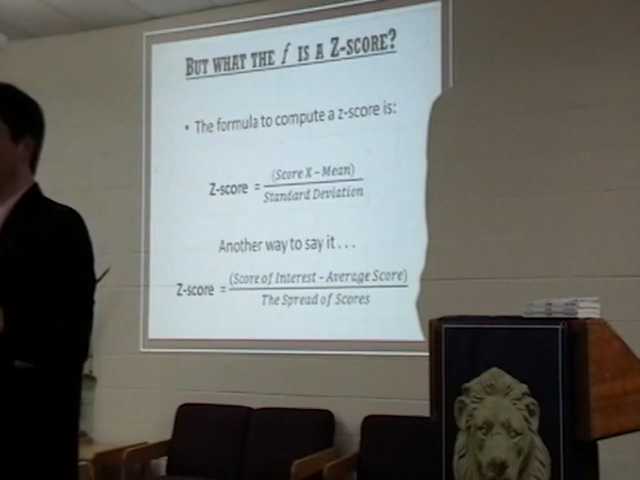 BUT WHAT THE f IS A Z-SCORE?
• The formula to compute a z-score is:
Z-score = (Score X – Mean)
Standard Deviation
Another way to say it . . .
Z-score = (Score of Interest – Average Score)
The Spread of Scores